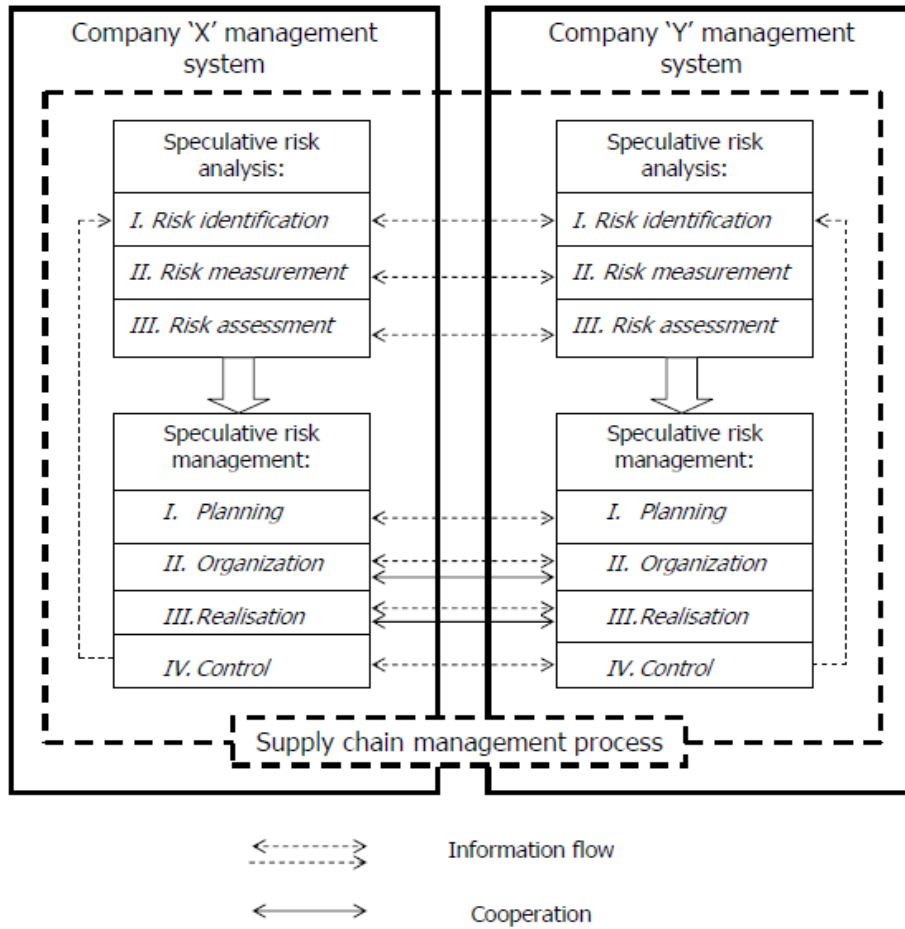 Company ‘X’ management
system
Speculative risk
analysis:
I. Risk identification
II. Risk measurement
III. Risk assessment
Speculative risk
management:
I. Planning
II. Organization
III.Realisation
IV. Control
Company ‘Y’ management
system
Speculative risk
analysis:
I. Risk identification
II. Risk measurement
III. Risk assessment
Speculative risk
management:
I. Planning
II. Organization
III.Realisation
IV. Control
Supply chain management process
Information flow
Cooperation